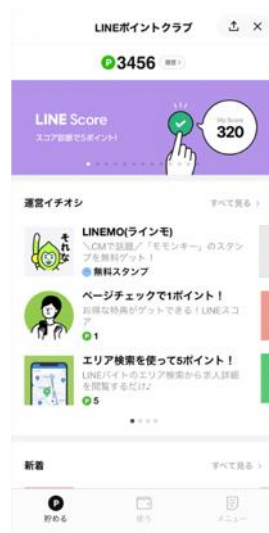 LINEポイントクラブ
P 3456
LINE Score
スコア診断で5ポイント!
My Score
320
運営イチオシ
すべて見る >
それな
LINEMO(ラインモ)
＼CMで話題／「モモンキー」のスタン
プを無料ゲット！
無料スタンプ
ページチェックで1ポイント！
お得な特典がゲットできる！LINEスコ
ア
P 1
エリア検索を使って5ポイント！
LINEバイトのエリア検索から求人詳細
を閲覧するだけ♪
P 5
新着
すべて見る >
P
貯める
使う
メニュー